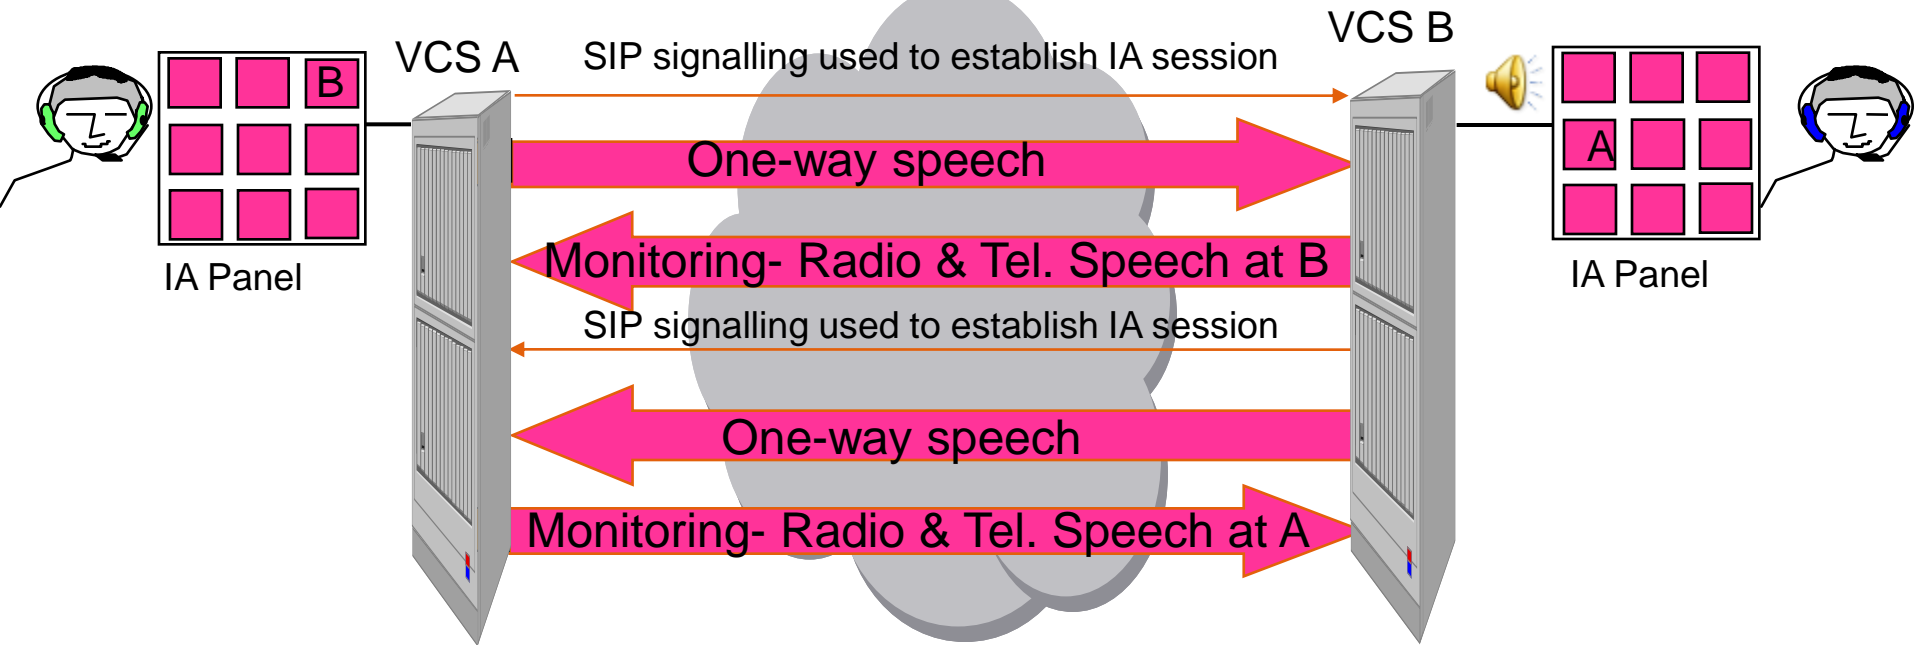 VCS A
VCS B
SIP signalling used to establish IA session
B
One-way speech
A
Monitoring- Radio & Tel. Speech at B
IA Panel
IA Panel
SIP signalling used to establish IA session
One-way speech
Monitoring- Radio & Tel. Speech at A